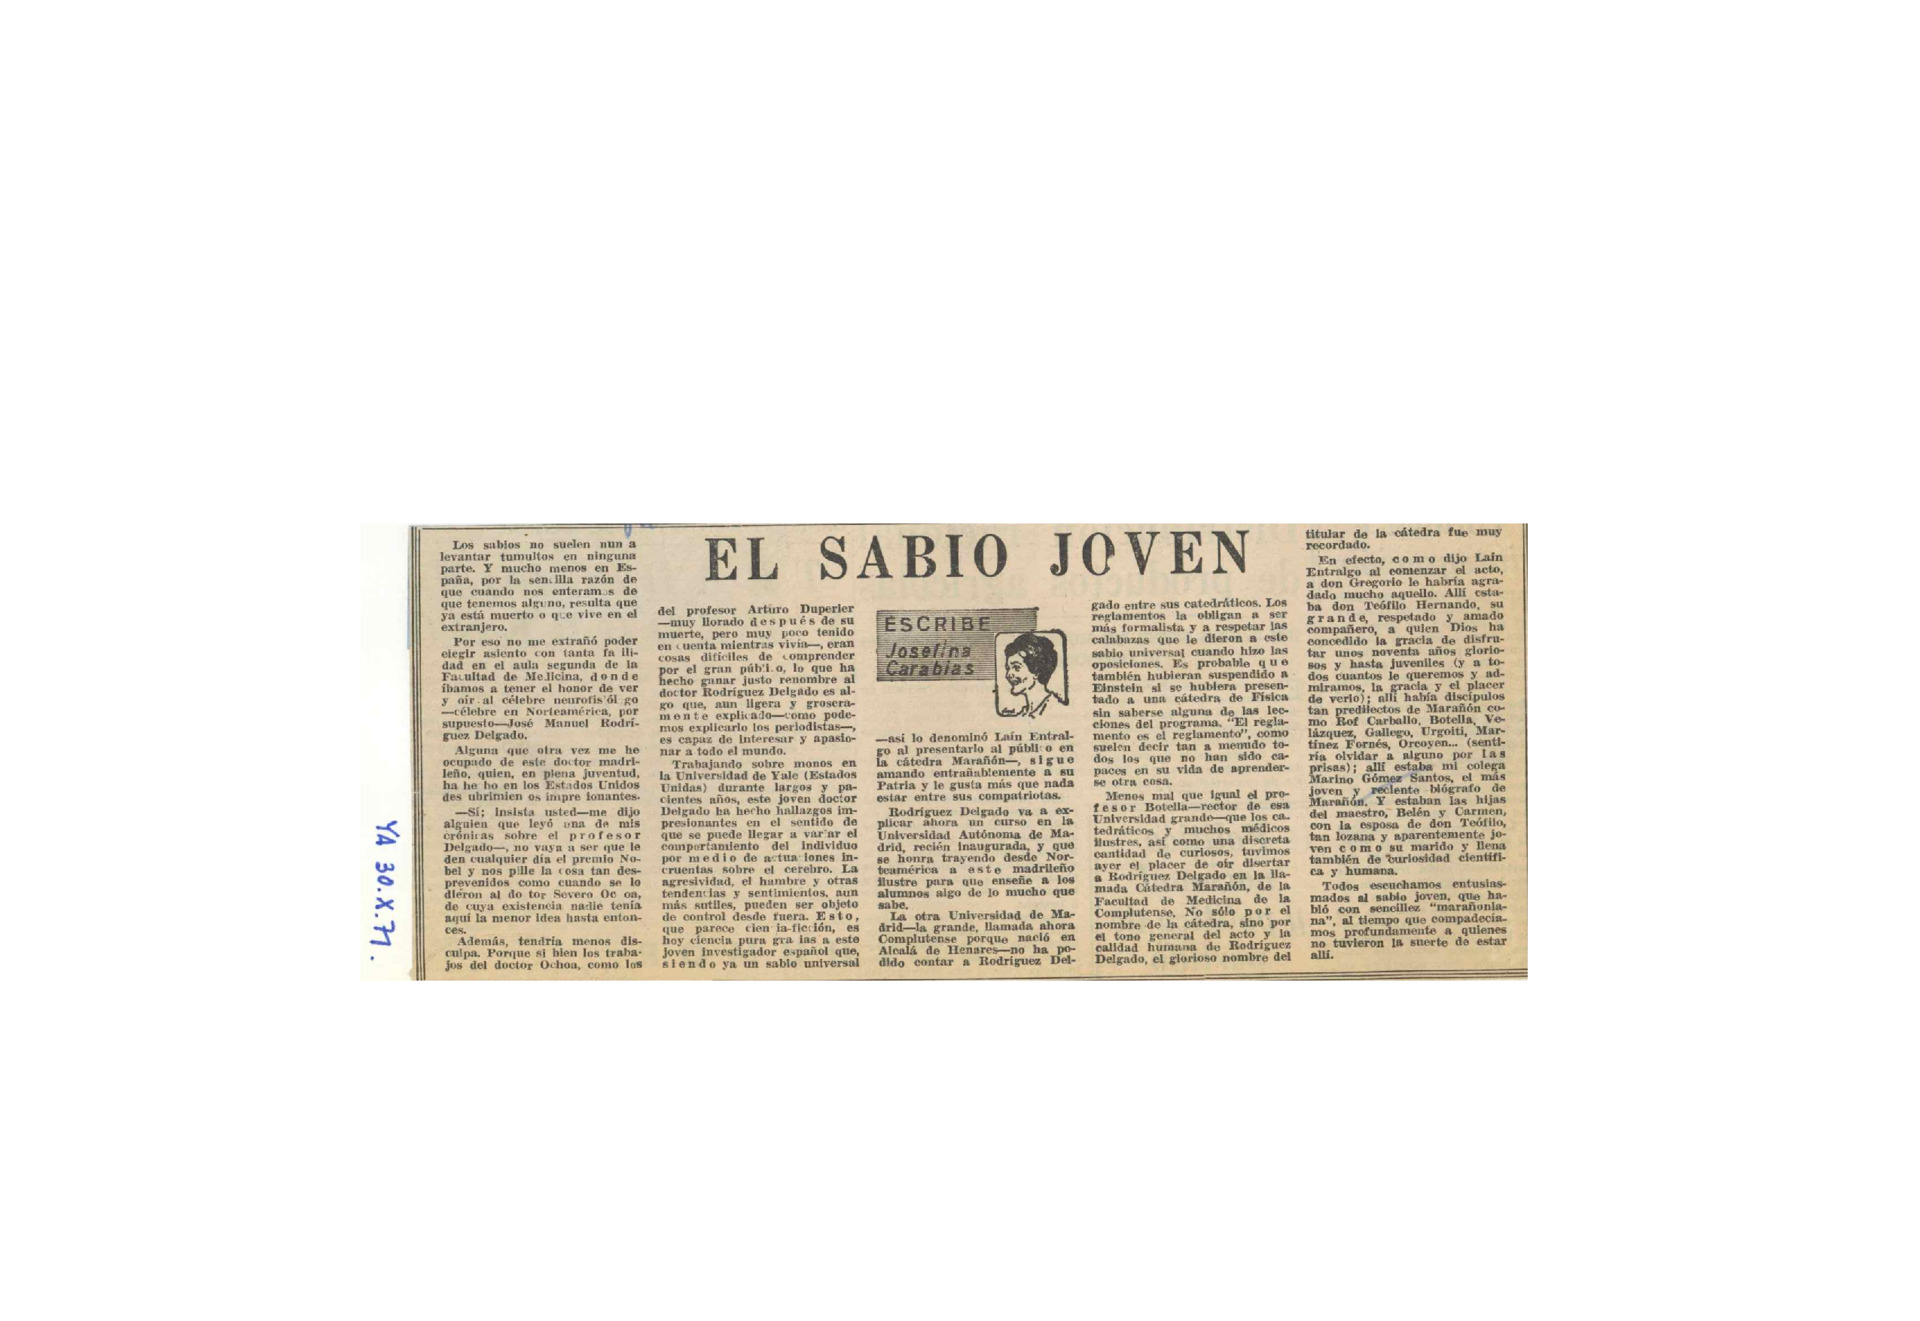 EL SABIO JOVEN
Los sabios no suelen nun a
levantar tumultos en ninguna
parte. Y mucho menos en Es-
paña, por la sencilla razón de
que cuando nos enteramos de
que tenemos alguno, resulta que
ya está muerto o que vive en el
extranjero.
Por eso no me extrañó poder
elegir asiento con tanta fa ili-
dad en el aula segunda de la
Facultad de Medicina, donde
íbamos a tener el honor de ver
y oír al célebre neurofis ól go
—célebre en Norteamérica, por
supuesto—José Manuel Rodrí-
guez Delgado.
Alguna que otra vez me he
ocupado de este doctor madri-
leño, quien, en plena juventud,
ha he ho en los Estados Unidos
des ubrimien os impre ionantes.
—Sí; insista usted—me dijo
alguien que leyó una de mis
crónicas sobre el profesor
Delgado—, no vaya a ser que le
den cualquier día el premio No-
bel y nos pille la cosa tan des-
prevenidos como cuando se lo
dieron al do tor Severo Oc oa,
de cuya existencia nadie tenía
aquí la menor idea hasta enton-
ces.
Además, tendría menos dis-
culpa. Porque si bien los traba-
jos del doctor Ochoa, como los
del profesor Arturo Duperier
—muy llorado después de su
muerte, pero muy poco tenido
en cuenta mientras vivía—, eran
cosas difíciles de comprender
por el gran públi o, lo que ha
hecho ganar justo renombre al
doctor Rodríguez Delgado es al-
go que, aun ligera y grosera-
mente explicado—como pode-
mos explicarlo los periodistas—,
es capaz de interesar y apasio-
nar a todo el mundo.
Trabajando sobre monos en
la Universidad de Yale (Estados
Unidas) durante largos y pa-
cientes años, este joven doctor
Delgado ha hecho hallazgos im-
presionantes en el sentido de
que se puede llegar a variar el
comportamiento del individuo
por medio de actua iones in-
cruentas sobre el cerebro. La
agresividad, el hambre y otras
tendencias y sentimientos, aun
más sutiles, pueden ser objeto
de control desde fuera. Esto,
que parece cien ia-ficción, es
hoy ciencia pura gra ias a este
joven investigador español que,
siendo ya un sabio universal
ESCRIBE
Josefina
Carabias
—así lo denominó Laín Entral-
go al presentarlo al públi o en
la cátedra Marañón—, sigue
amando entrañablemente a su
Patria y le gusta más que nada
estar entre sus compatriotas.
Rodríguez Delgado va a ex-
plicar ahora un curso en la
Universidad Autónoma de Ma-
drid, recién inaugurada, y que
se honra trayendo desde Nor-
teamérica a este madrileño
ilustre para que enseñe a los
alumnos algo de lo mucho que
sabe.
La otra Universidad de Ma-
drid—la grande, llamada ahora
Complutense porque nació en
Alcalá de Henares—no ha po-
dido contar a Rodríguez Del-
gado entre sus catedráticos. Los
reglamentos la obligan a ser
más formalista y a respetar las
calabazas que le dieron a este
sabio universal cuando hizo las
oposiciones. Es probable que
también hubieran suspendido a
Einstein si se hubiera presen-
tado a una cátedra de Física
sin saberse alguna de las lec-
ciones del programa. "El regla-
mento es el reglamento", como
suelen decir tan a menudo to-
dos los que no han sido ca-
paces en su vida de aprender-
se otra cosa.
Menos mal que igual el pro-
fesor Botella—rector de esa
Universidad grande—que los ca-
tedráticos y muchos médicos
ilustres, así como una discreta
cantidad de curiosos, tuvimos
ayer el placer de oír disertar
a Rodríguez Delgado en la lla-
mada Cátedra Marañón, de la
Facultad de Medicina de la
Complutense. No sólo por el
nombre de la cátedra, sino por
el tono general del acto y la
calidad humana de Rodríguez
Delgado, el glorioso nombre del
titular de la cátedra fue muy
recordado.
En efecto, como dijo Laín
Entralgo al comenzar el acto,
a don Gregorio le habría agra-
dado mucho aquello. Allí esta-
ba don Teófilo Hernando, su
grande, respetado y amado
compañero, a quien Dios ha
concedido la gracia de disfru-
tar unos noventa años glorio-
sos y hasta juveniles (y a to-
dos cuantos le queremos y ad-
miramos, la gracia y el placer
de verlo); allí había discípulos
tan predilectos de Marañón co-
mo Rof Carballo, Botella, Ve-
lázquez, Gallego, Urgoiti, Mar-
tínez Fornés, Orcoyen... (senti-
ría olvidar a alguno por las
prisas); allí estaba mi colega
Marino Gómez Santos, el más
joven y reciente biógrafo de
Marañón. Y estaban las hijas
del maestro, Belén y Carmen,
con la esposa de don Teófilo,
tan lozana y aparentemente jo-
ven como su marido y llena
también de curiosidad científi-
ca y humana.
Todos escuchamos entusias-
mados al sabio joven, que ha-
bló con sencillez "marañonia-
na", al tiempo que compadecía-
mos profundamente a quienes
no tuvieron la suerte de estar
allí.
YA 30.X.71.